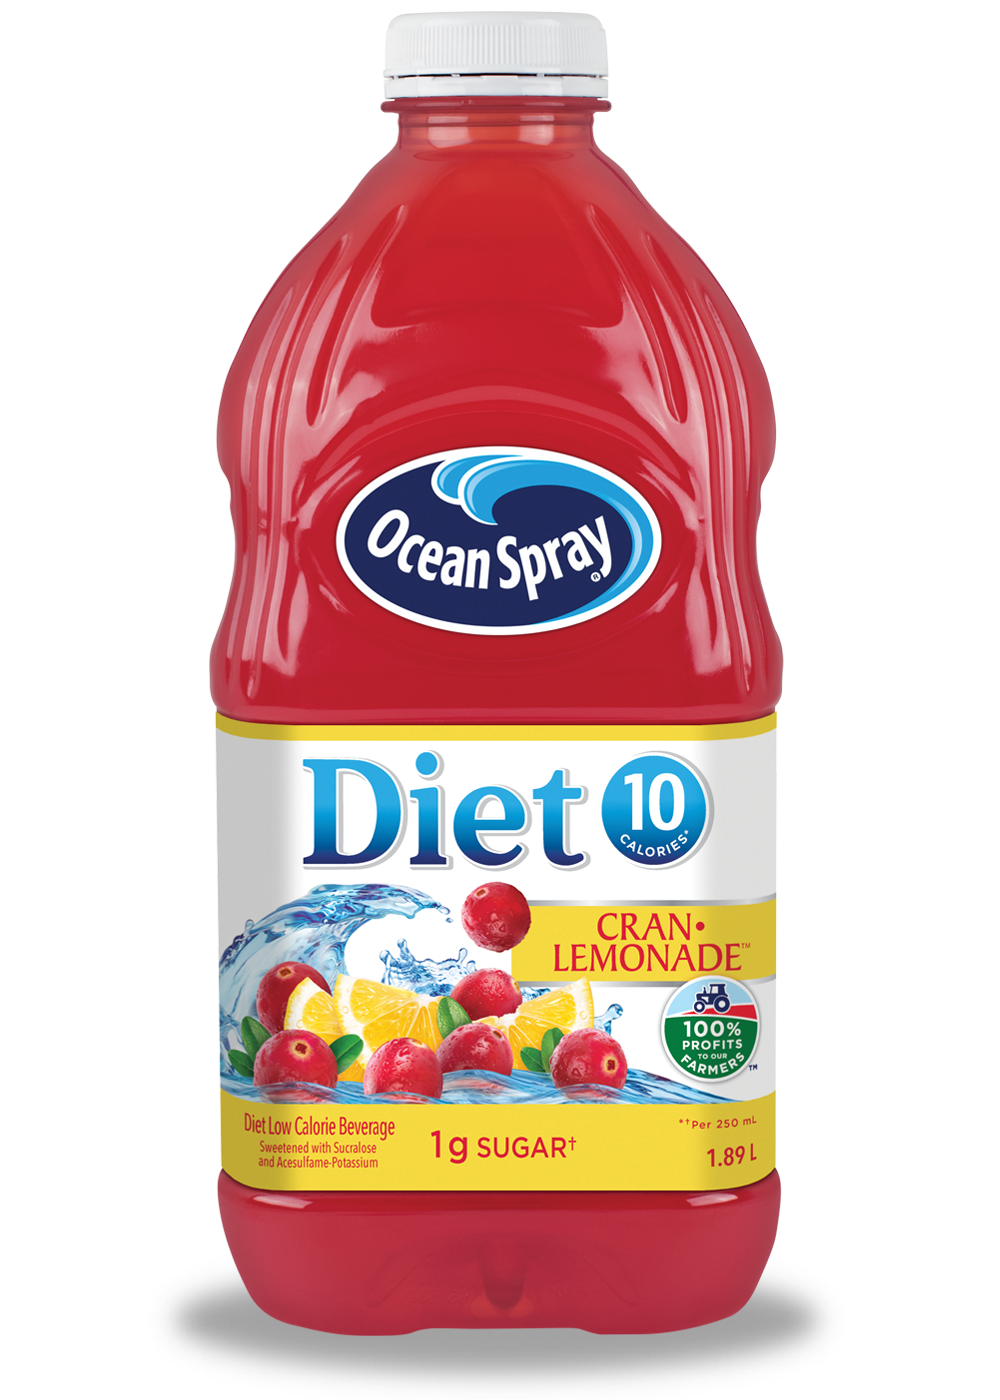 Ocean Spray®
Diet 10
CALORIES*
CRAN•
LEMONADE™
100%
PROFITS
TO OUR
FARMERS™
Diet Low Calorie Beverage
Sweetened with Sucralose
and Acesulfame-Potassium
1g SUGAR†
*†Per 250 mL
1.89 L